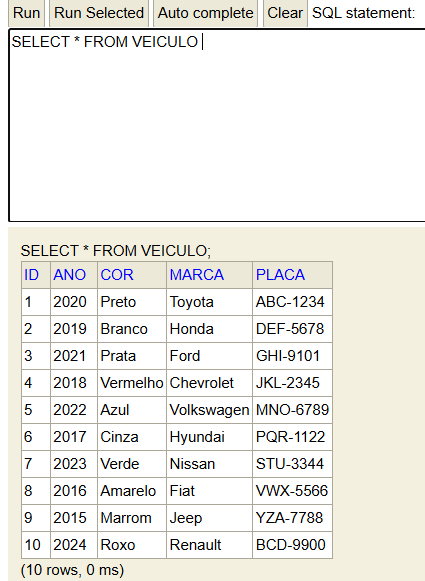 Run Run Selected Auto complete Clear SQL statement:
SELECT * FROM VEICULO
SELECT * FROM VEICULO;
ID ANO COR MARCA PLACA
1 2020 Preto Toyota ABC-1234
2 2019 Branco Honda DEF-5678
3 2021 Prata Ford GHI-9101
4 2018 Vermelho Chevrolet JKL-2345
5 2022 Azul Volkswagen MNO-6789
6 2017 Cinza Hyundai PQR-1122
7 2023 Verde Nissan STU-3344
8 2016 Amarelo Fiat VWX-5566
9 2015 Marrom Jeep YZA-7788
10 2024 Roxo Renault BCD-9900
(10 rows, 0 ms)